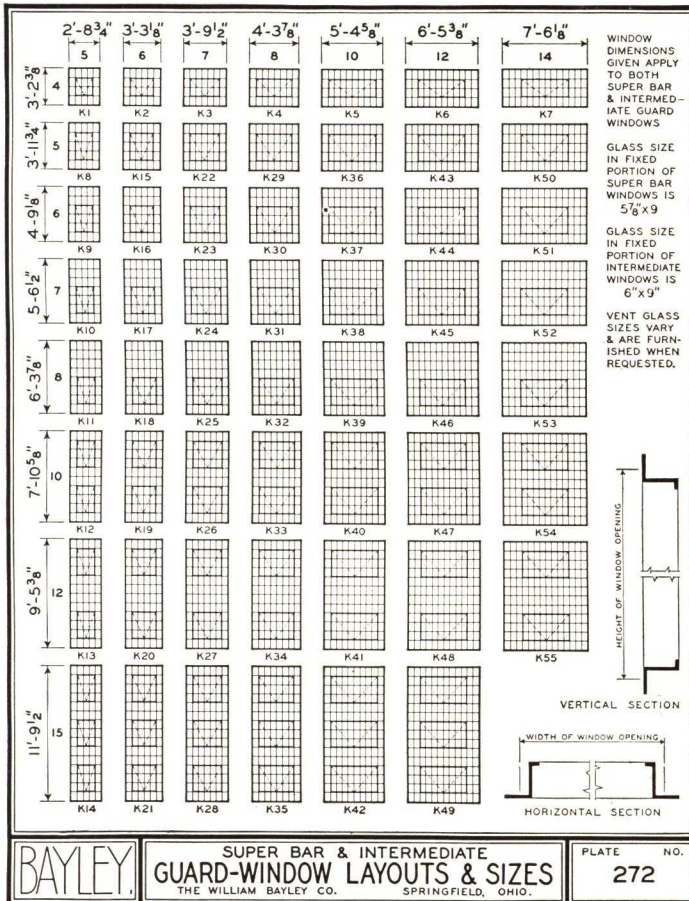 2'-8¾" 3'-3⅛" 3'-9½" 4'-3⅞" 5'-4⅝" 6'-5⅜" 7'-6⅛"
5 6 7 8 10 12 14
3'-2⅜" 4
K1 K2 K3 K4 K5 K6 K7
3'-11¾" 5
K8 K15 K22 K29 K36 K43 K50
4'-9⅛" 6
K9 K16 K23 K30 K37 K44 K51
5'-6½" 7
K10 K17 K24 K31 K38 K45 K52
6'-3⅞" 8
K11 K18 K25 K32 K39 K46 K53
7'-10⅝" 10
K12 K19 K26 K33 K40 K47 K54
9'-5⅜" 12
K13 K20 K27 K34 K41 K48 K55
11'-9½" 15
K14 K21 K28 K35 K42 K49
WINDOW
DIMENSIONS
GIVEN APPLY
TO BOTH
SUPER BAR
& INTERMED-
IATE GUARD
WINDOWS
GLASS SIZE
IN FIXED
PORTION OF
SUPER BAR
WINDOWS IS
5⅞"x9
GLASS SIZE
IN FIXED
PORTION OF
INTERMEDIATE
WINDOWS IS
6"x9"
VENT GLASS
SIZES VARY
& ARE FURN-
ISHED WHEN
REQUESTED.
HEIGHT OF WINDOW OPENING
VERTICAL SECTION
WIDTH OF WINDOW OPENING
HORIZONTAL SECTION
BAYLEY.
SUPER BAR & INTERMEDIATE
GUARD-WINDOW LAYOUTS & SIZES
THE WILLIAM BAYLEY CO. SPRINGFIELD, OHIO.
PLATE NO.
272